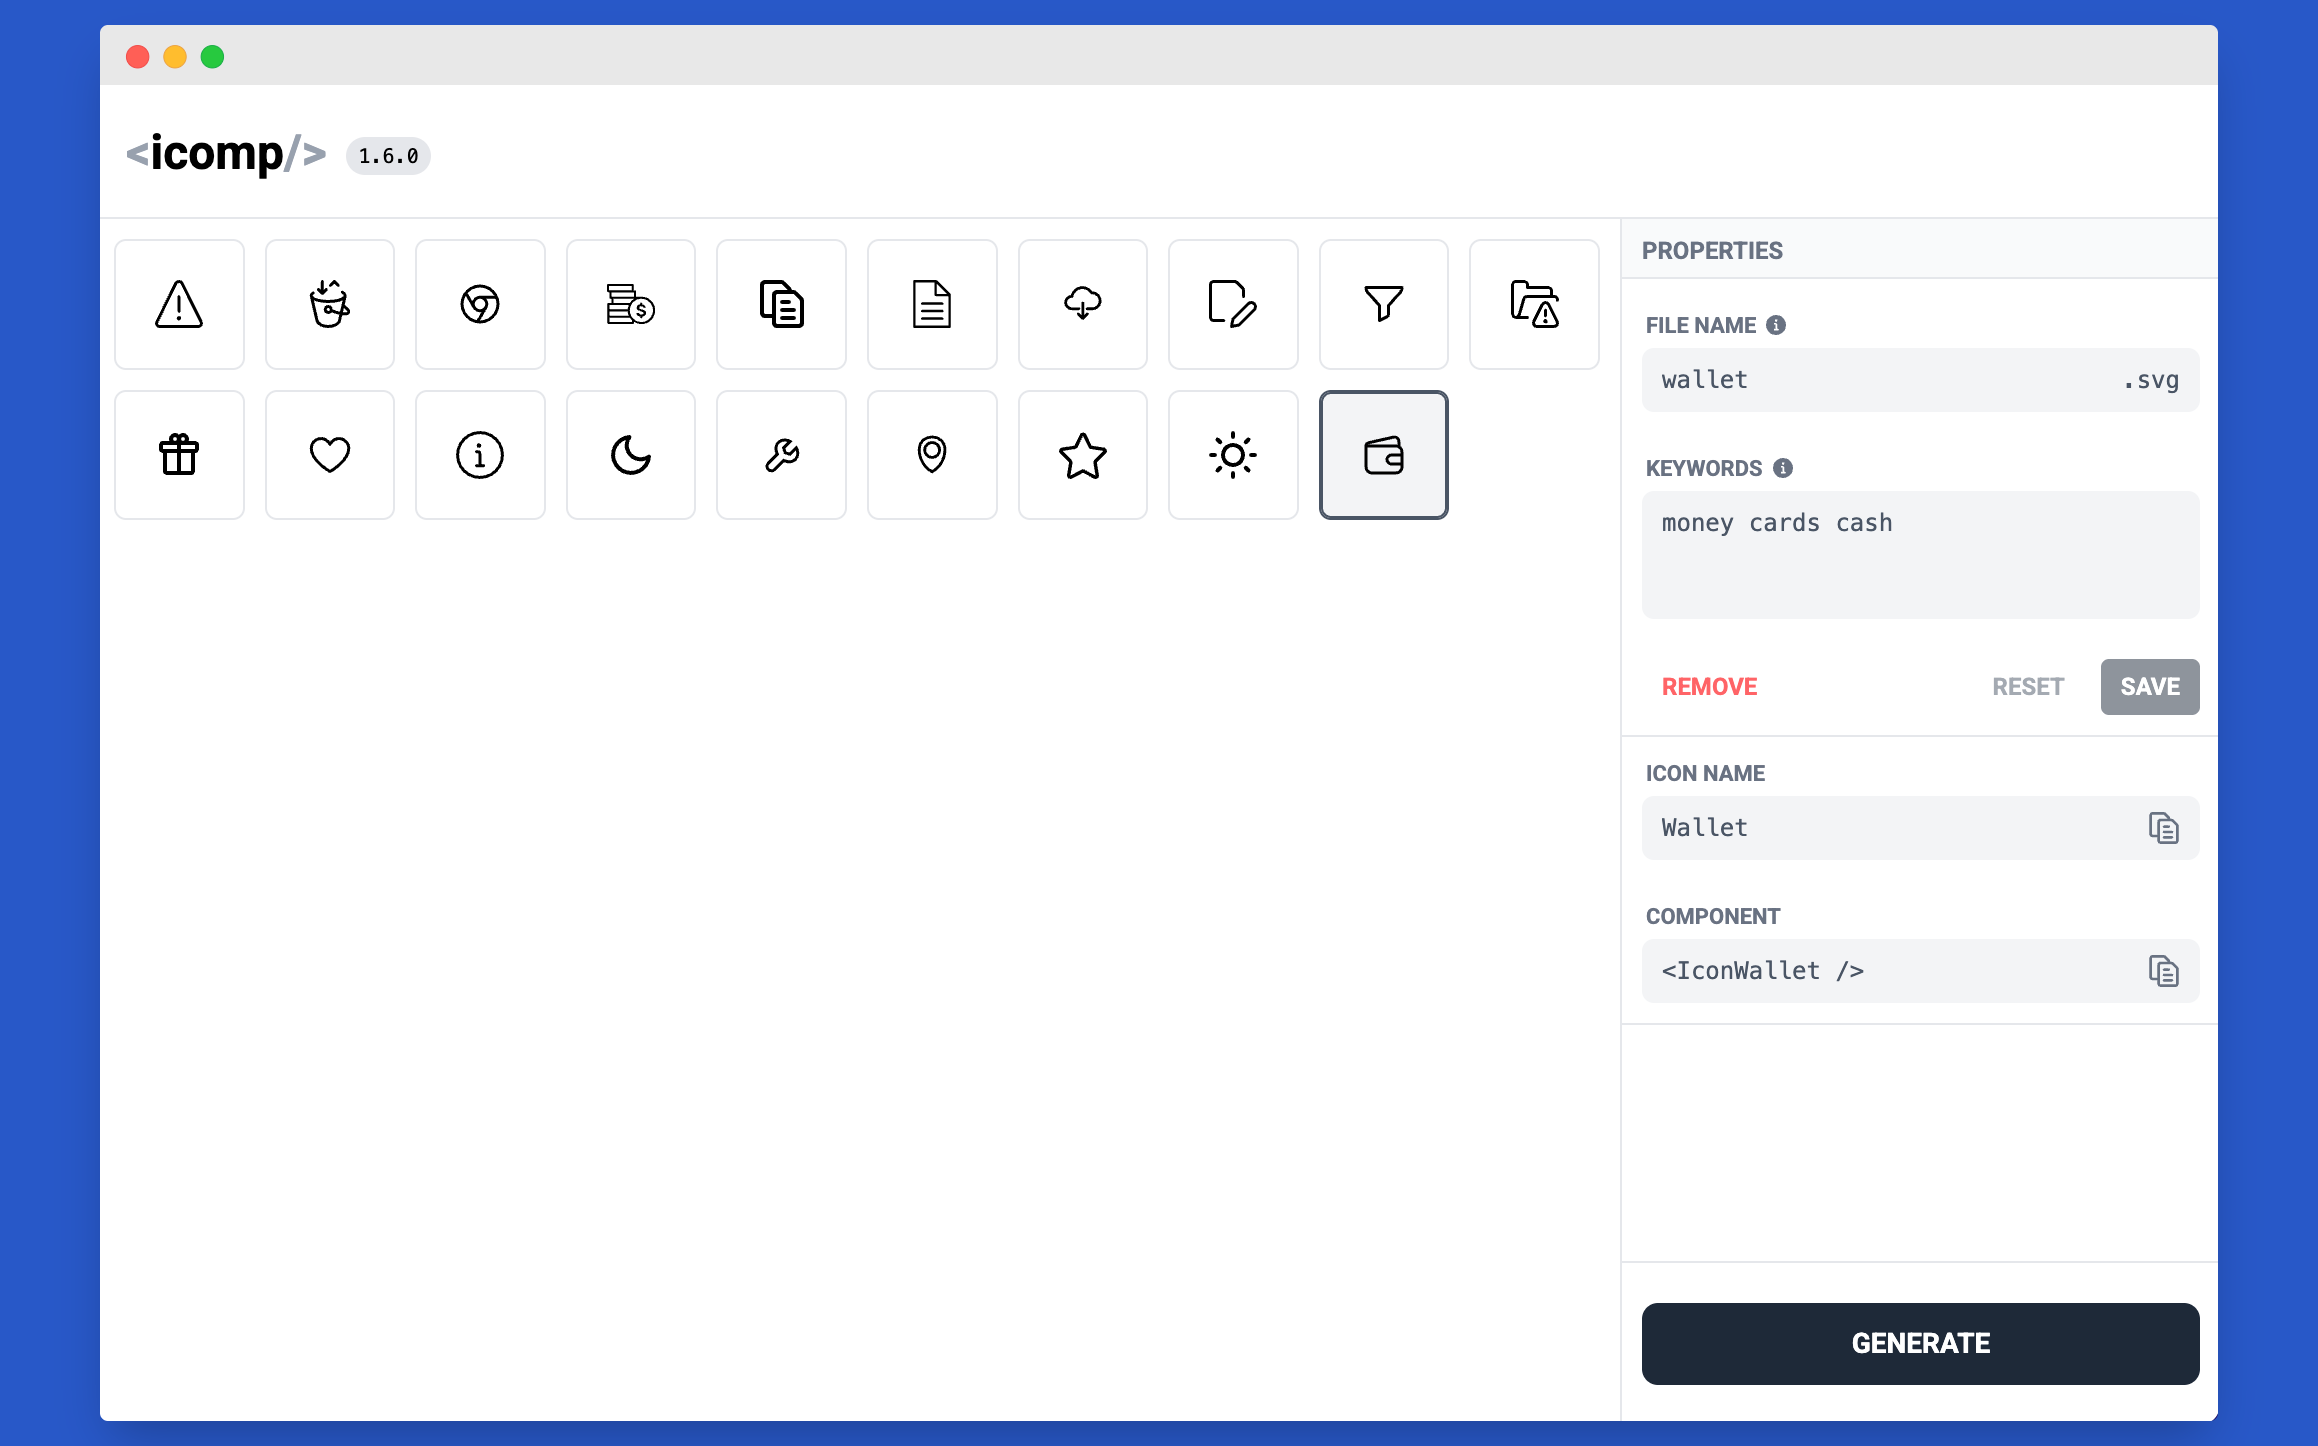 <icomp/> 1.6.0
PROPERTIES
FILE NAME
wallet .svg
KEYWORDS
money cards cash
REMOVE RESET SAVE
ICON NAME
Wallet
COMPONENT
<IconWallet />
GENERATE